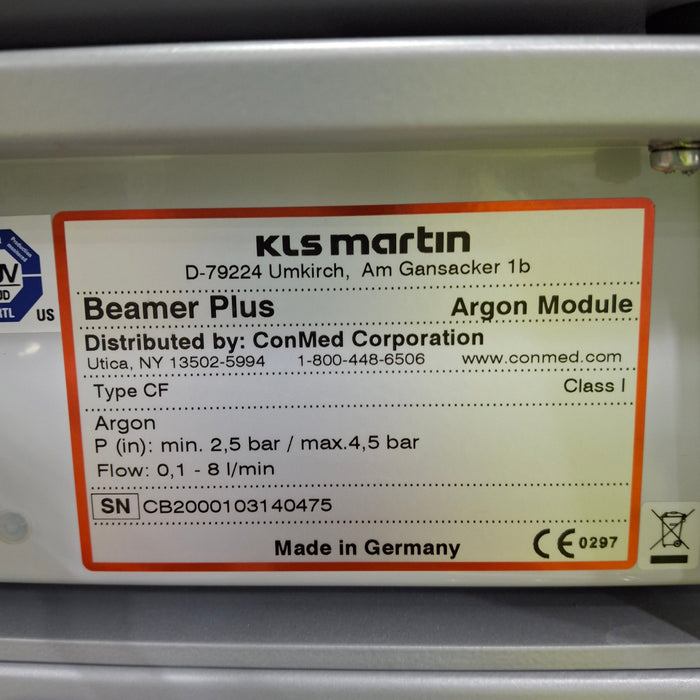 KLS martin
D-79224 Umkirch, Am Gansacker 1b
Beamer Plus Argon Module
Distributed by: ConMed Corporation
Utica, NY 13502-5994 1-800-448-6506 www.conmed.com
Type CF Class I
Argon
P (in): min. 2,5 bar / max.4,5 bar
Flow: 0,1 - 8 l/min
SN CB2000103140475
Made in Germany CE 0297
Production
US